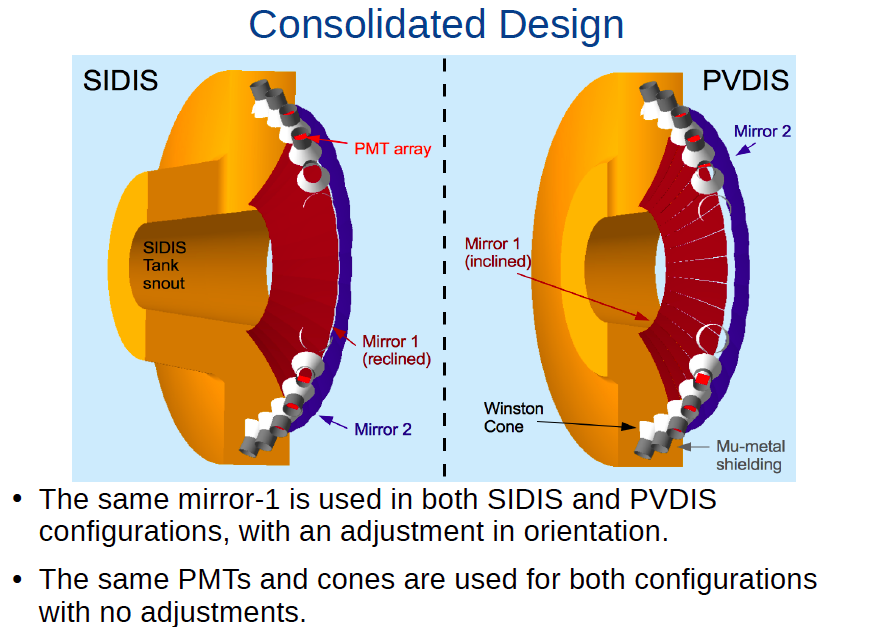 Consolidated Design
SIDIS
PMT array
SIDIS
Tank
snout
Mirror 1
(reclined)
Mirror 2
PVDIS
Mirror 2
Mirror 1
(inclined)
Winston
Cone
Mu-metal
shielding
• The same mirror-1 is used in both SIDIS and PVDIS
configurations, with an adjustment in orientation.
• The same PMTs and cones are used for both configurations
with no adjustments.